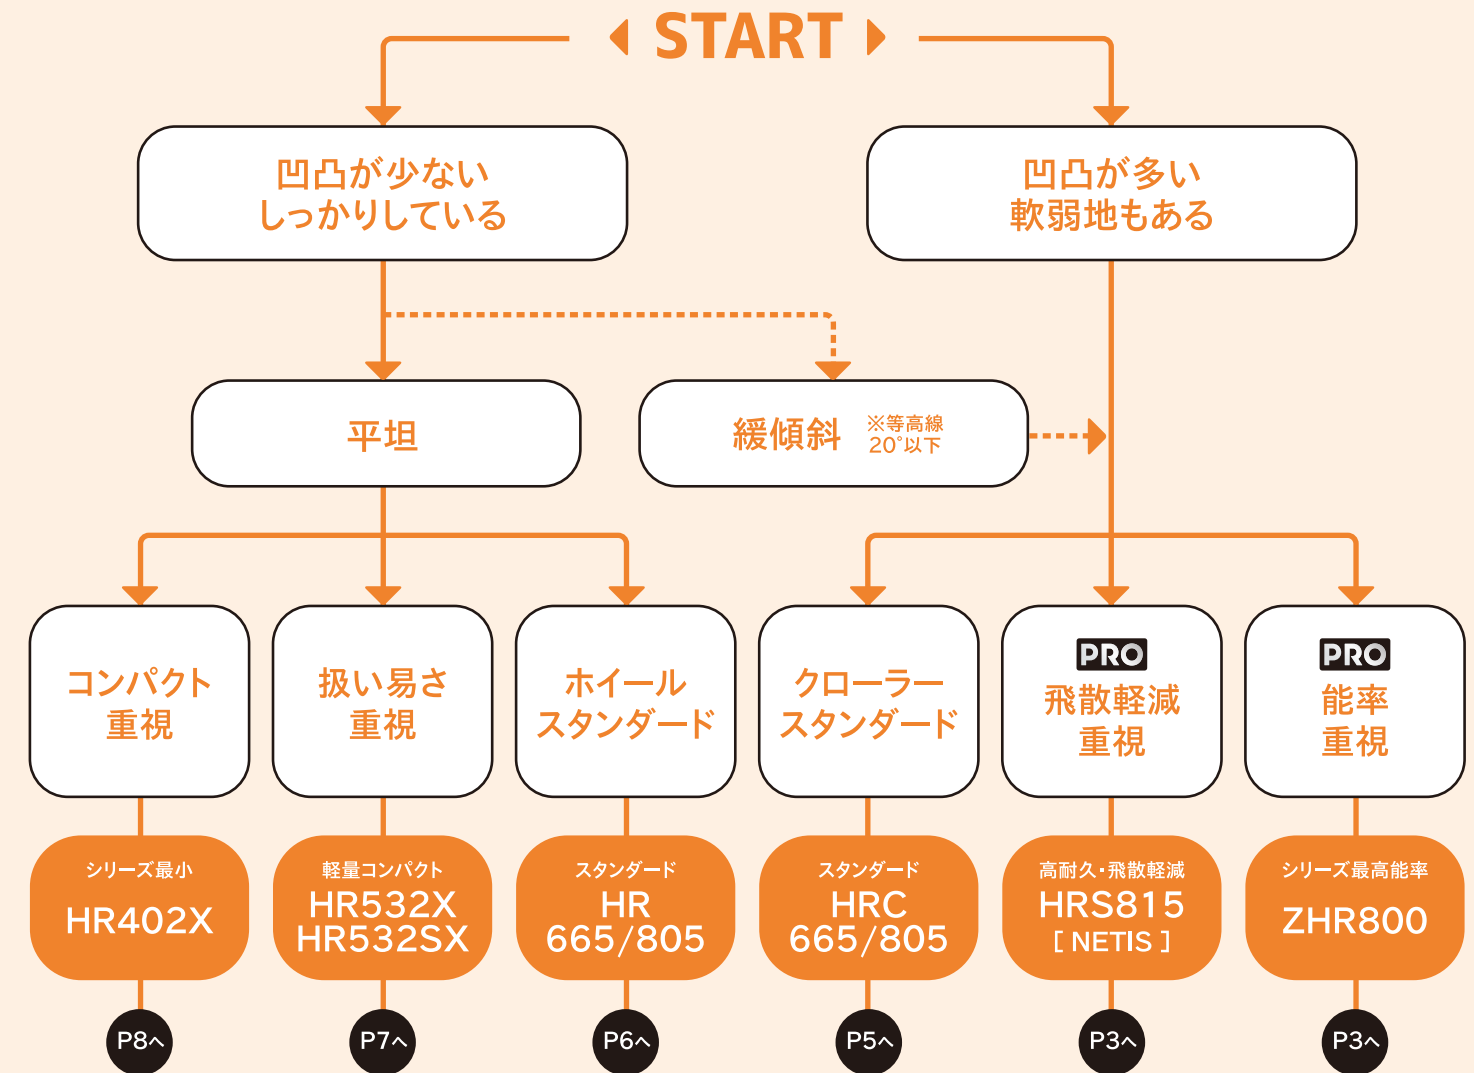 START
凹凸が少ない
しっかりしている
凹凸が多い
軟弱地もある
平坦
緩傾斜 ※等高線
20°以下
コンパクト
重視
扱い易さ
重視
ホイール
スタンダード
クローラー
スタンダード
PRO
飛散軽減
重視
PRO
能率
重視
シリーズ最小
HR402X
軽量コンパクト
HR532X
HR532SX
スタンダード
HR
665/805
スタンダード
HRC
665/805
高耐久・飛散軽減
HRS815
[ NETIS ]
シリーズ最高能率
ZHR800
P8へ
P7へ
P6へ
P5へ
P3へ
P3へ